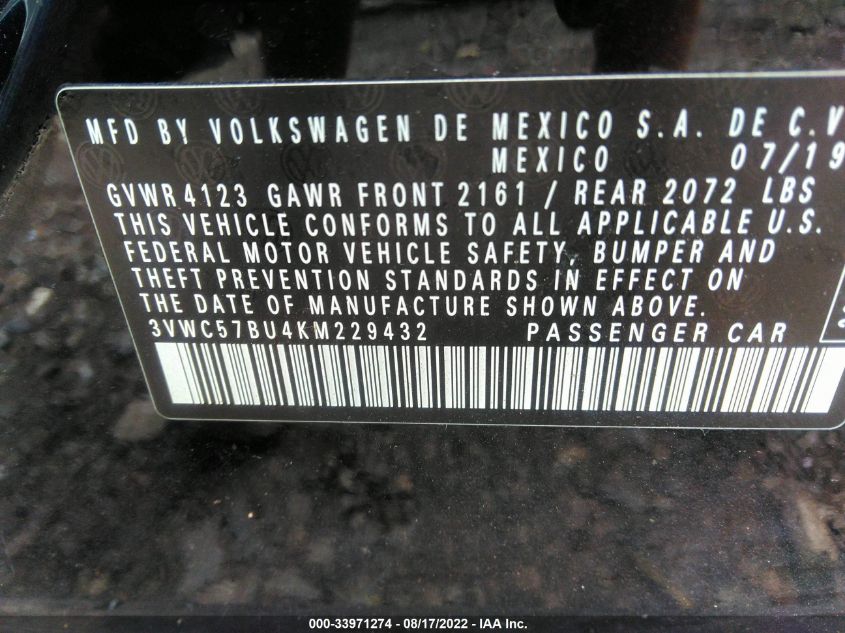 MFD BY VOLKSWAGEN DE MEXICO S.A. DE C.V
MEXICO 07/19
GVWR 4123 GAWR FRONT 2161 / REAR 2072 LBS
THIS VEHICLE CONFORMS TO ALL APPLICABLE U.S.
FEDERAL MOTOR VEHICLE SAFETY, BUMPER AND
THEFT PREVENTION STANDARDS IN EFFECT ON
THE DATE OF MANUFACTURE SHOWN ABOVE.
3VWC57BU4KM229432 PASSENGER CAR
000-33971274 - 08/17/2022 - IAA Inc.